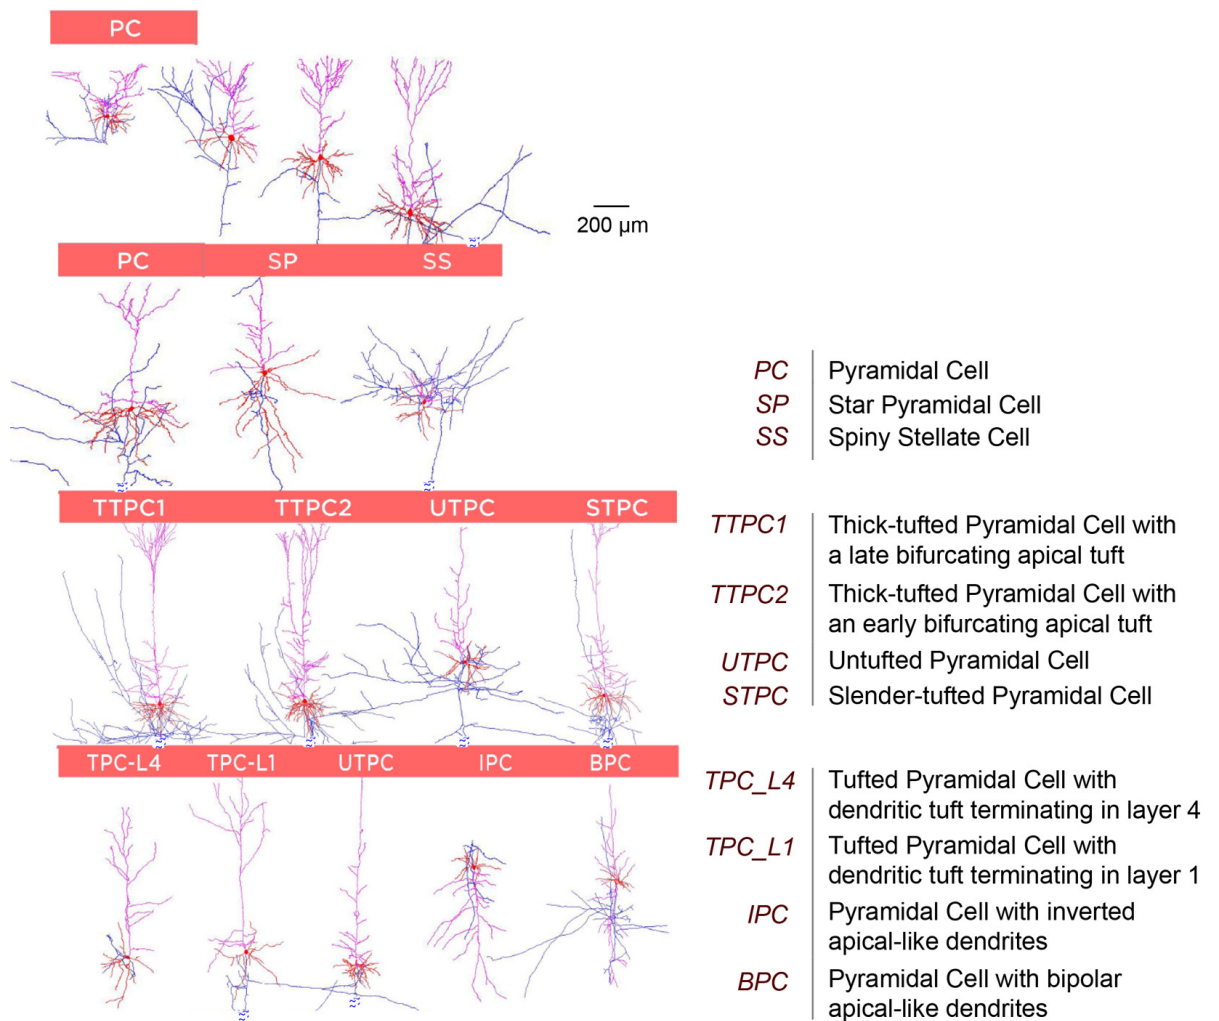 PC
200 µm
PC SP SS
PC Pyramidal Cell
SP Star Pyramidal Cell
SS Spiny Stellate Cell
TTPC1 TTPC2 UTPC STPC
TTPC1 Thick-tufted Pyramidal Cell with
a late bifurcating apical tuft
TTPC2 Thick-tufted Pyramidal Cell with
an early bifurcating apical tuft
UTPC Untufted Pyramidal Cell
STPC Slender-tufted Pyramidal Cell
TPC-L4 TPC-L1 UTPC IPC BPC
TPC_L4 Tufted Pyramidal Cell with
dendritic tuft terminating in layer 4
TPC_L1 Tufted Pyramidal Cell with
dendritic tuft terminating in layer 1
IPC Pyramidal Cell with inverted
apical-like dendrites
BPC Pyramidal Cell with bipolar
apical-like dendrites